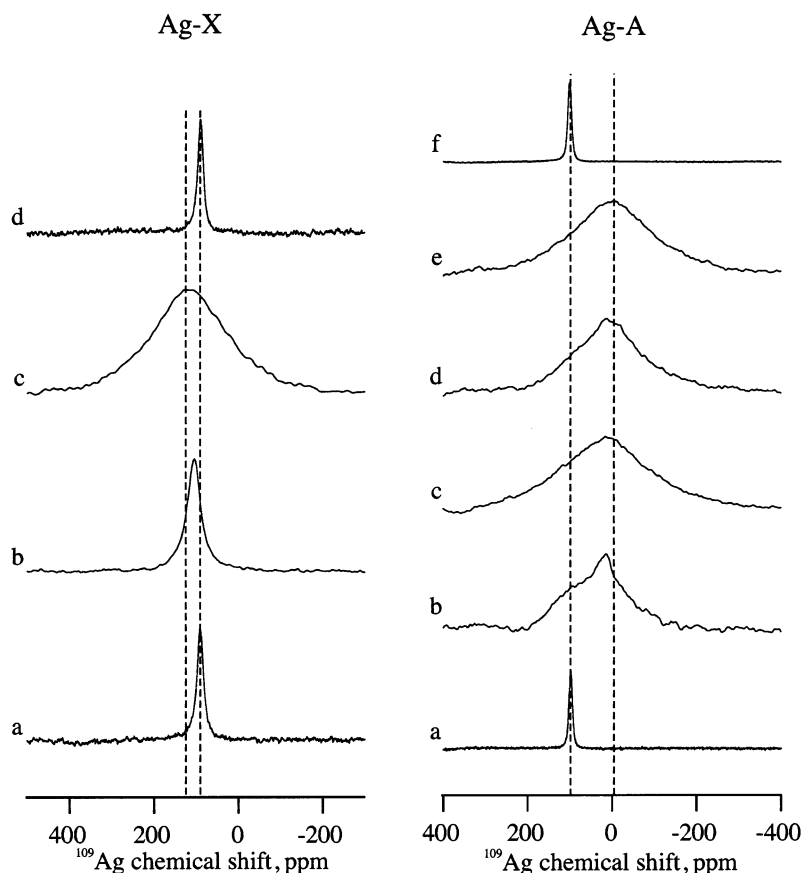 Ag-X
d
c
b
a
400 200 0 -200
¹⁰⁹Ag chemical shift, ppm
Ag-A
f
e
d
c
b
a
400 200 0 -200 -400
¹⁰⁹Ag chemical shift, ppm